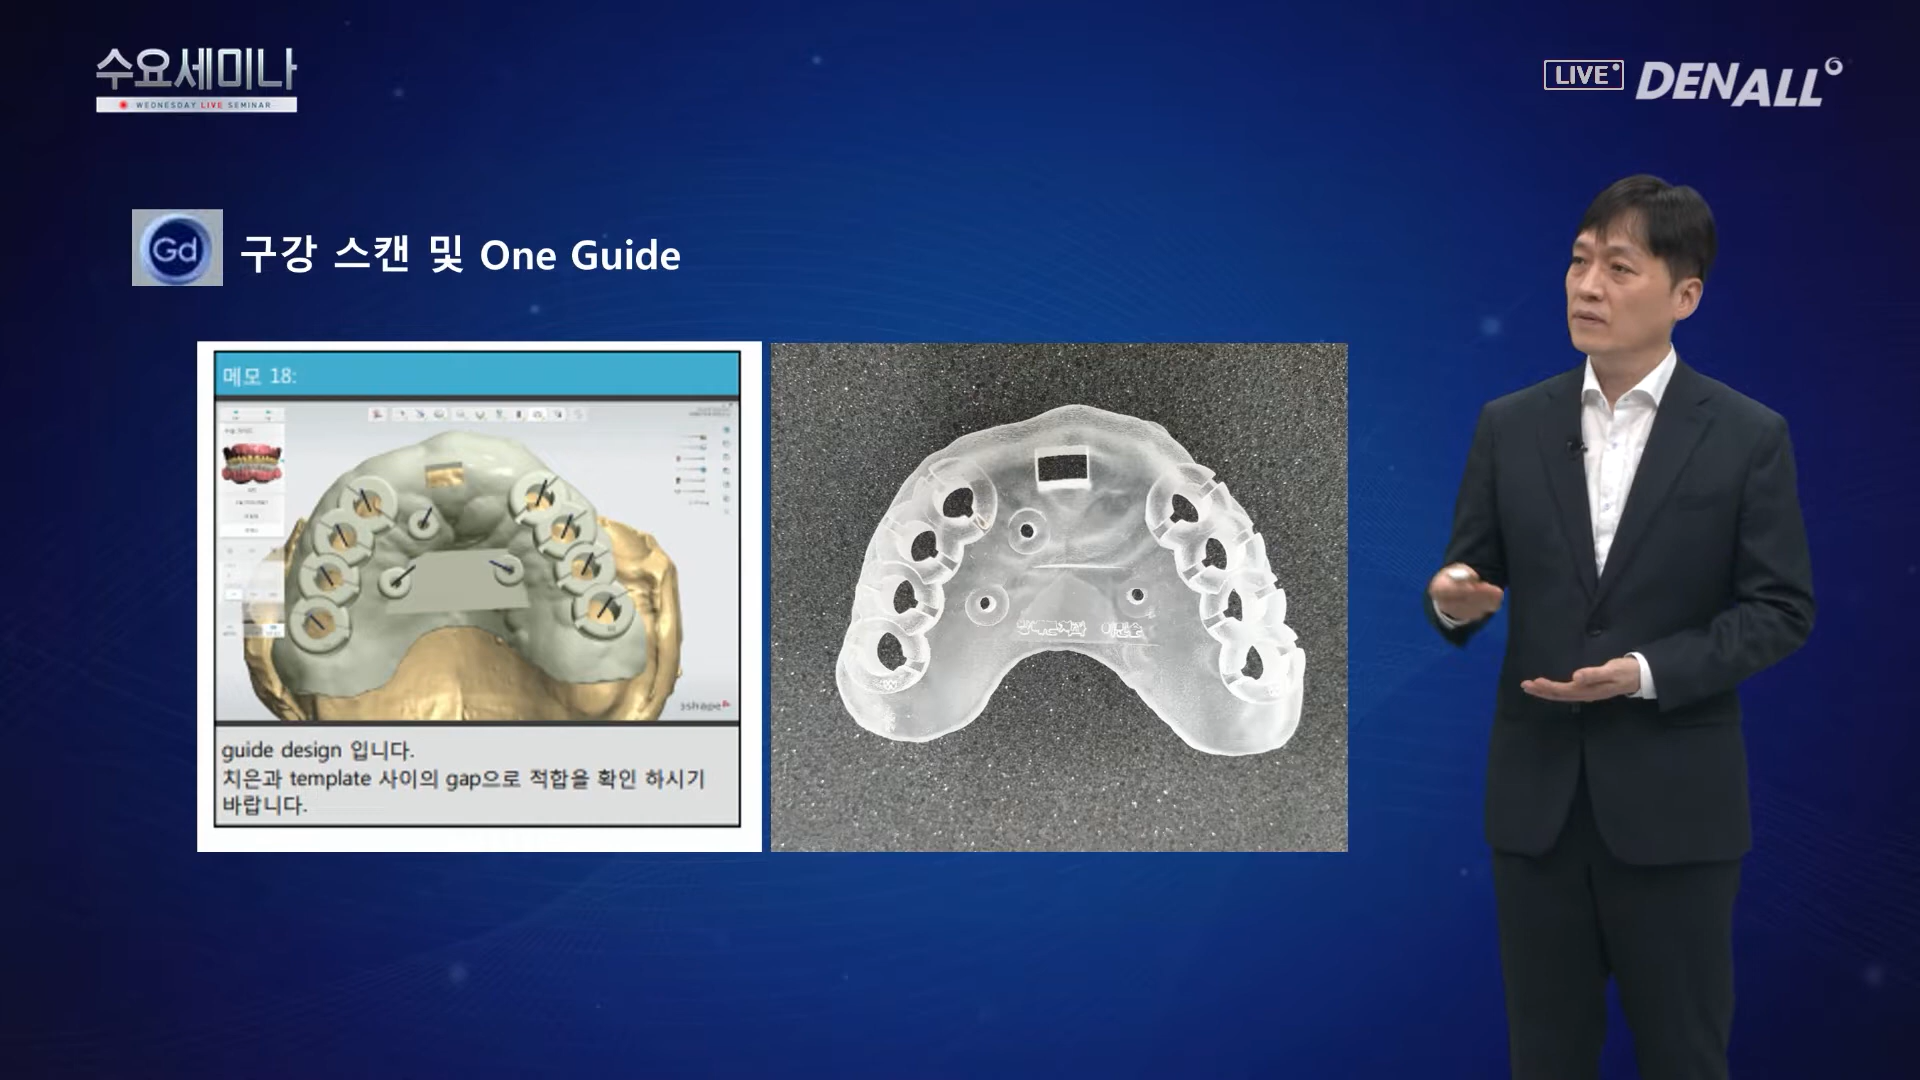 수요세미나
WEDNESDAY LIVE SEMINAR
LIVE
DENALL
Gd
구강 스캔 및 One Guide
메모 18:
3shape
guide design 입니다.
치은과 template 사이의 gap으로 적합을 확인 하시기
바랍니다.